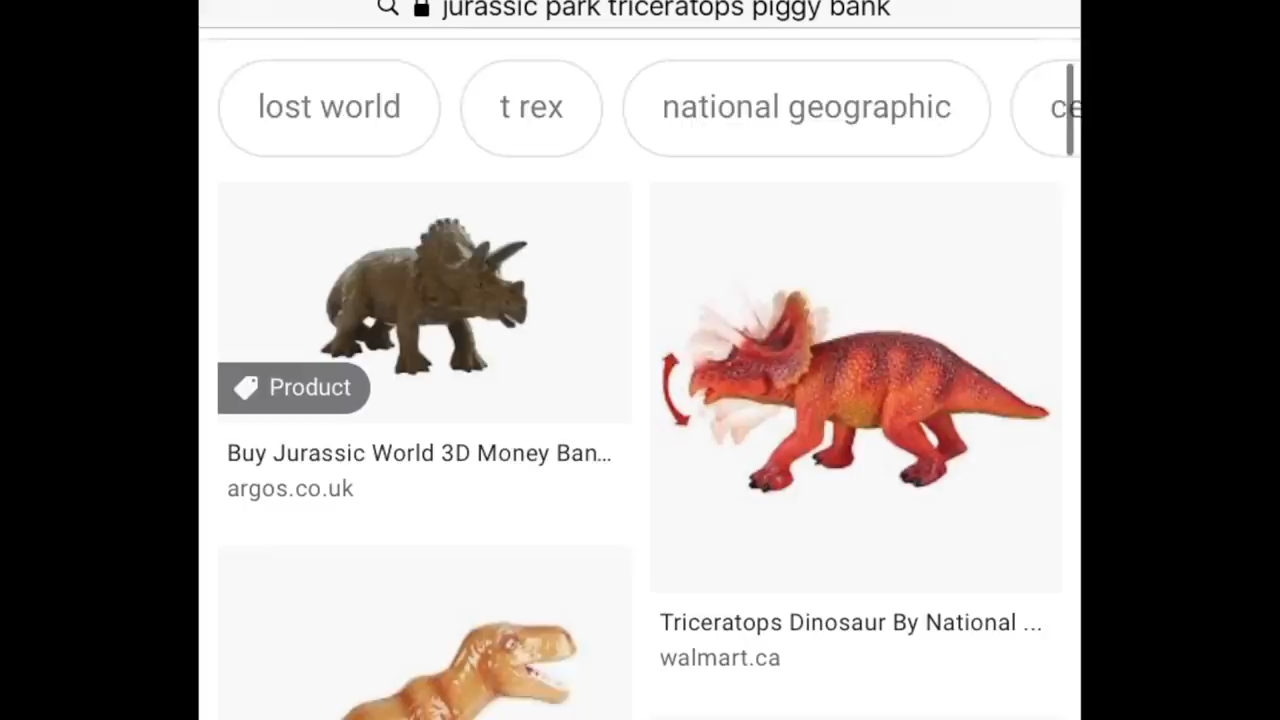 jurassic park triceratops piggy bank
lost world
t rex
national geographic
ce
Product
Buy Jurassic World 3D Money Ban...
argos.co.uk
Triceratops Dinosaur By National ...
walmart.ca